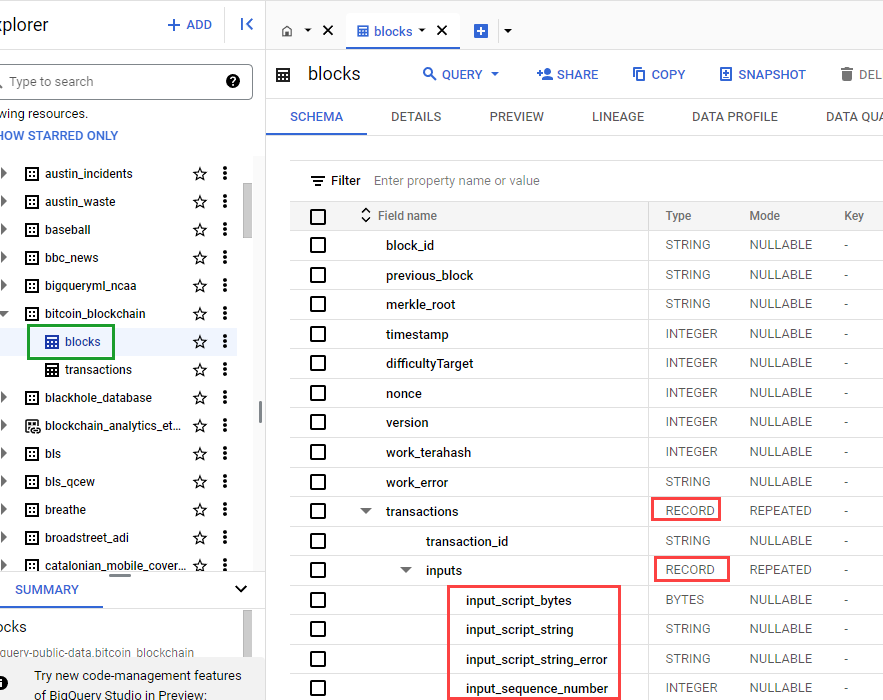 xplorer
+ ADD
Type to search
wing resources.
HOW STARRED ONLY
austin_incidents
austin_waste
baseball
bbc_news
bigqueryml_ncaa
bitcoin_blockchain
blocks
transactions
blackhole_database
blockchain_analytics_et...
bls
bls_qcew
breathe
broadstreet_adi
catalonian_mobile_cover...
SUMMARY
ocks
query-public-data.bitcoin_blockchain
Try new code-management features
of BigQuery Studio in Preview:
blocks
blocks
QUERY
SHARE
COPY
SNAPSHOT
DEL
SCHEMA DETAILS PREVIEW LINEAGE DATA PROFILE DATA QUA
Filter Enter property name or value
Field name Type Mode Key
block_id STRING NULLABLE -
previous_block STRING NULLABLE -
merkle_root STRING NULLABLE -
timestamp INTEGER NULLABLE -
difficultyTarget INTEGER NULLABLE -
nonce INTEGER NULLABLE -
version INTEGER NULLABLE -
work_terahash INTEGER NULLABLE -
work_error STRING NULLABLE -
transactions RECORD REPEATED -
transaction_id STRING NULLABLE -
inputs RECORD REPEATED -
input_script_bytes BYTES NULLABLE -
input_script_string STRING NULLABLE -
input_script_string_error STRING NULLABLE -
input_sequence_number INTEGER NULLABLE -